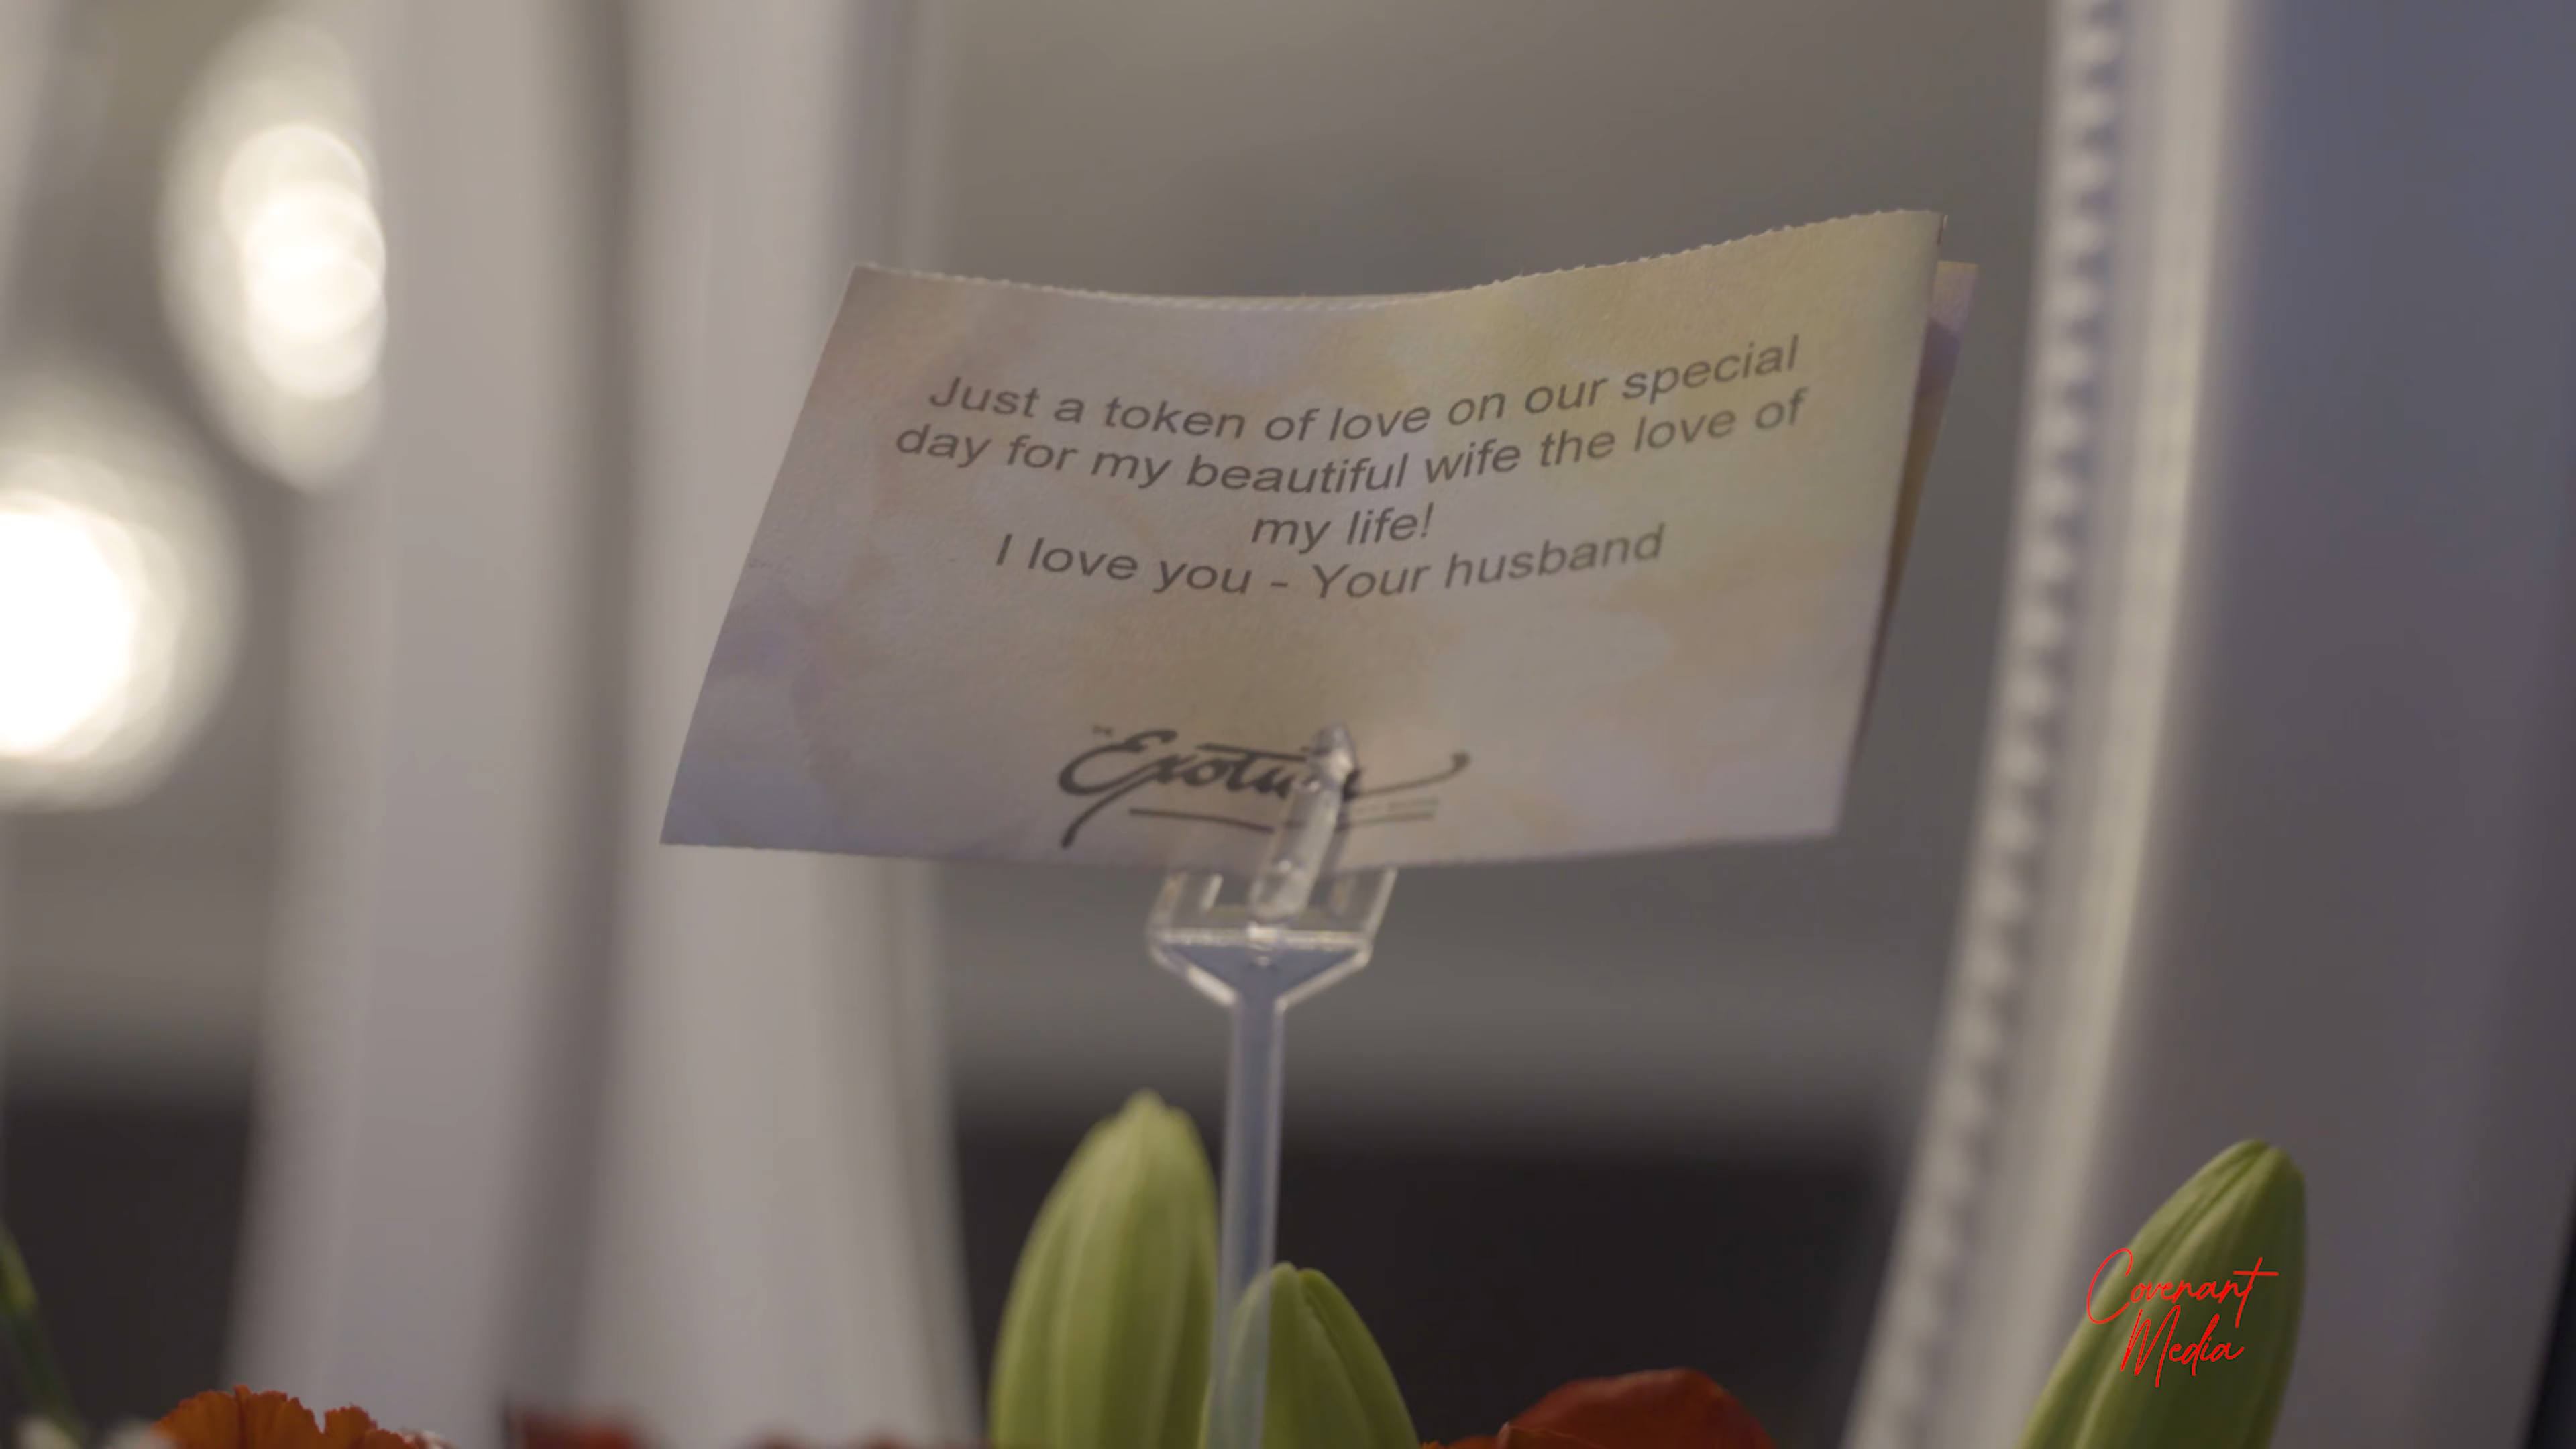 Just a token of love on our special
day for my beautiful wife the love of
my life!
I love you - Your husband
Covenant
Media